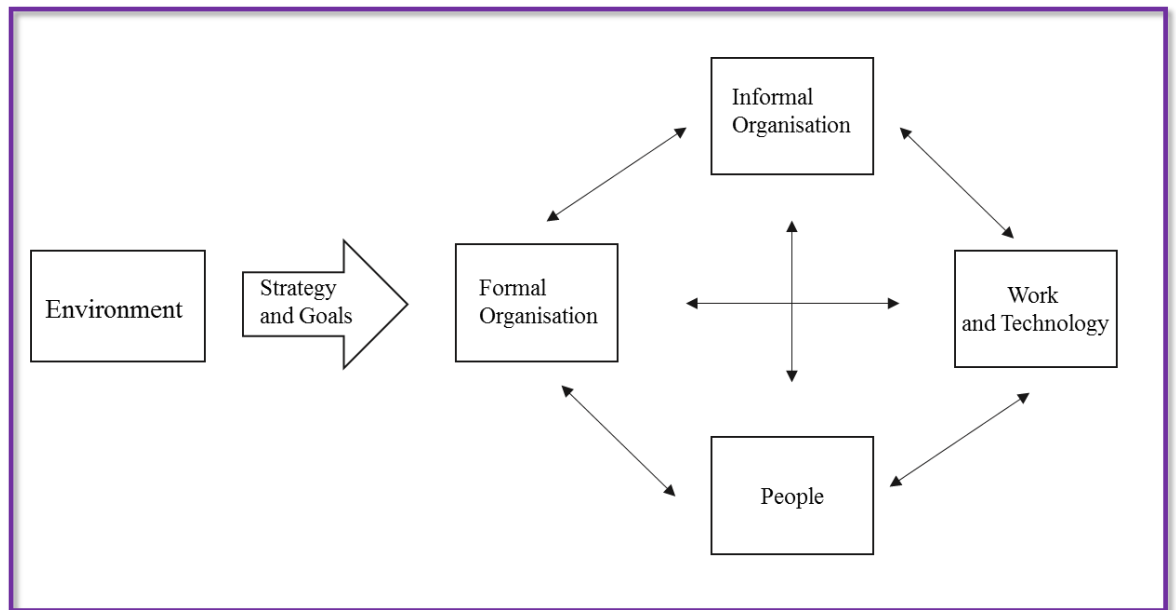 Informal
Organisation
Environment
Strategy
and Goals
Formal
Organisation
Work
and Technology
People